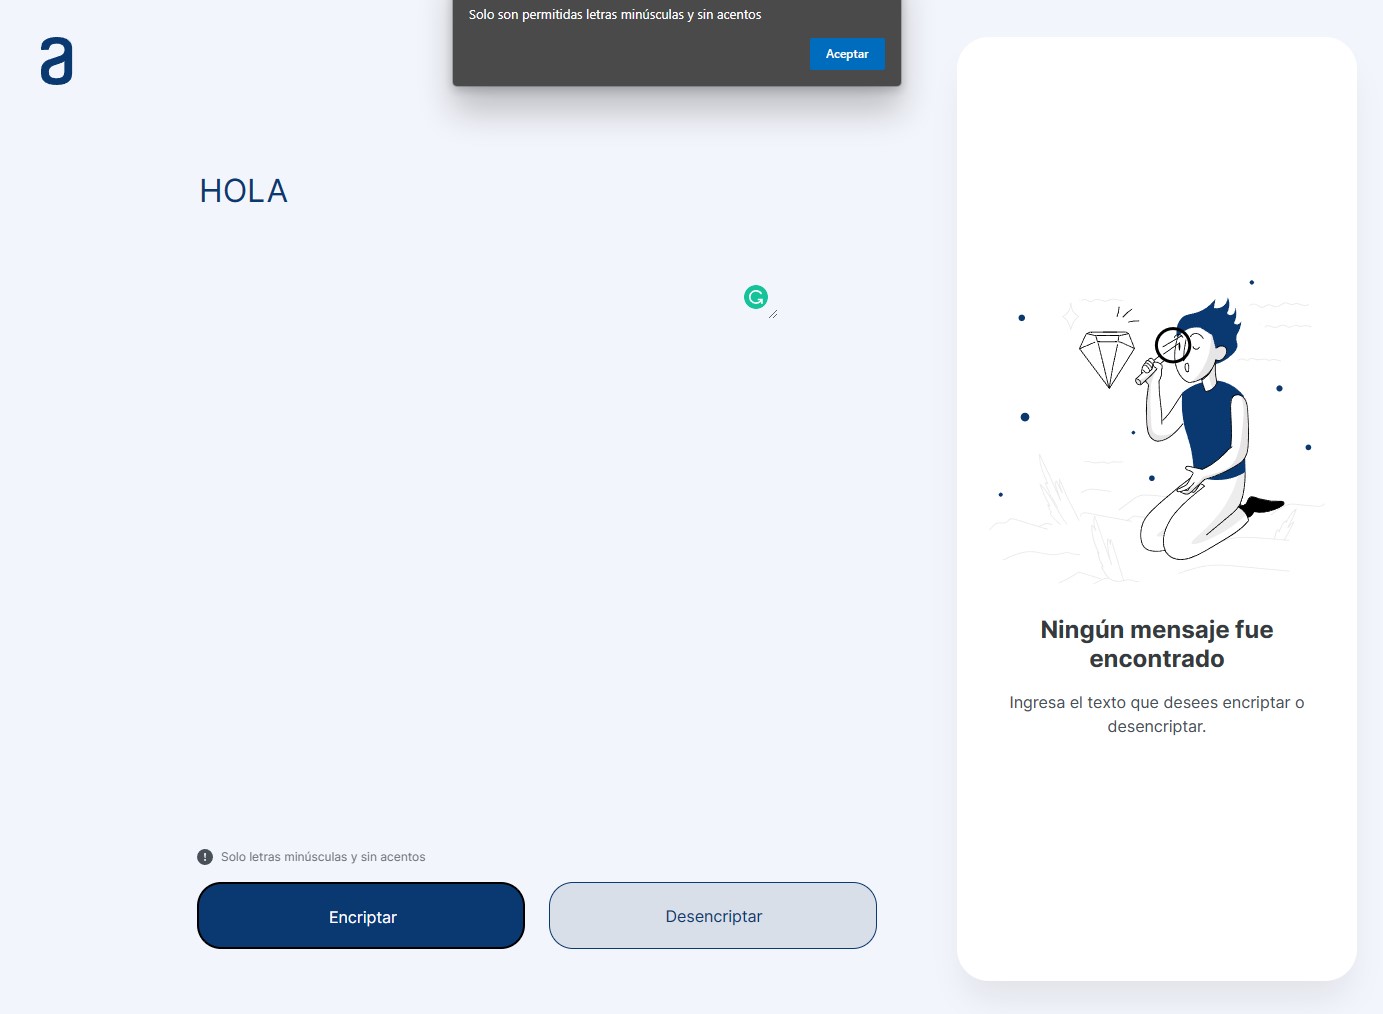 Solo son permitidas letras minúsculas y sin acentos
Aceptar
a
HOLA
Solo letras minúsculas y sin acentos
Encriptar
Desencriptar
Ningún mensaje fue
encontrado
Ingresa el texto que desees encriptar o
desencriptar.